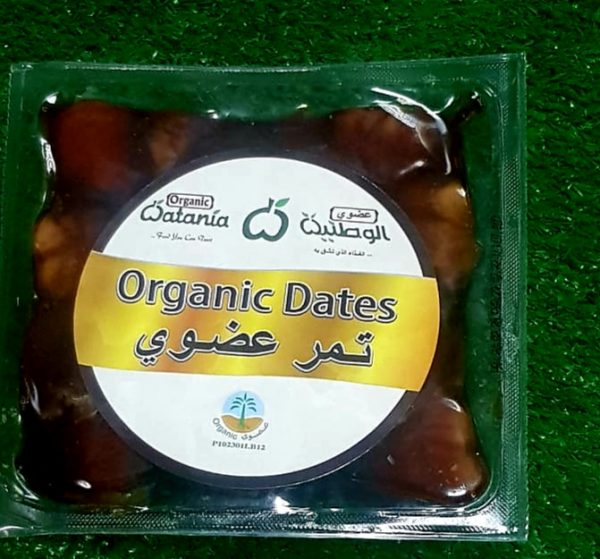 Organic
Watania
...Food You Can Trust
عضوي
الوطنية
... الغذاء الذي تثق به
Organic Dates
تمر عضوي
Organic عضوي
P102301LB12